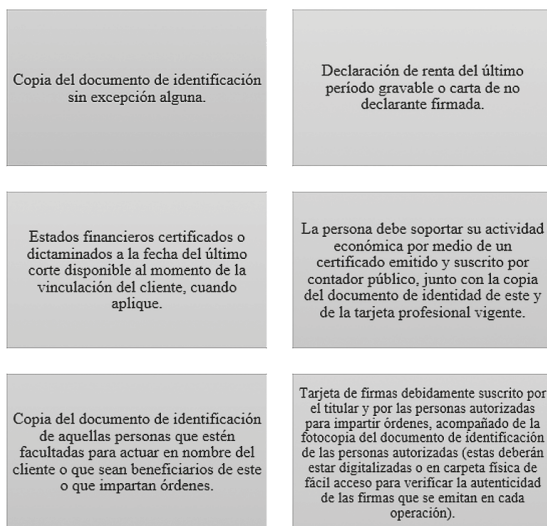 Copia del documento de identificación
sin excepción alguna.
Declaración de renta del último
período gravable o carta de no
declarante firmada.
Estados financieros certificados o
dictaminados a la fecha del último
corte disponible al momento de la
vinculación del cliente, cuando
aplique.
La persona debe soportar su actividad
económica por medio de un
certificado emitido y suscrito por
contador público, junto con la copia
del documento de identidad de este y
de la tarjeta profesional vigente.
Copia del documento de identificación
de aquellas personas que estén
facultadas para actuar en nombre del
cliente o que sean beneficiarios de este
o que impartan órdenes.
Tarjeta de firmas debidamente suscrito por
el titular y por las personas autorizadas
para impartir órdenes, acompañado de la
fotocopia del documento de identificación
de las personas autorizadas (estas deberán
estar digitalizadas o en carpeta física de
fácil acceso para verificar la autenticidad
de las firmas que se emitan en cada
operación).